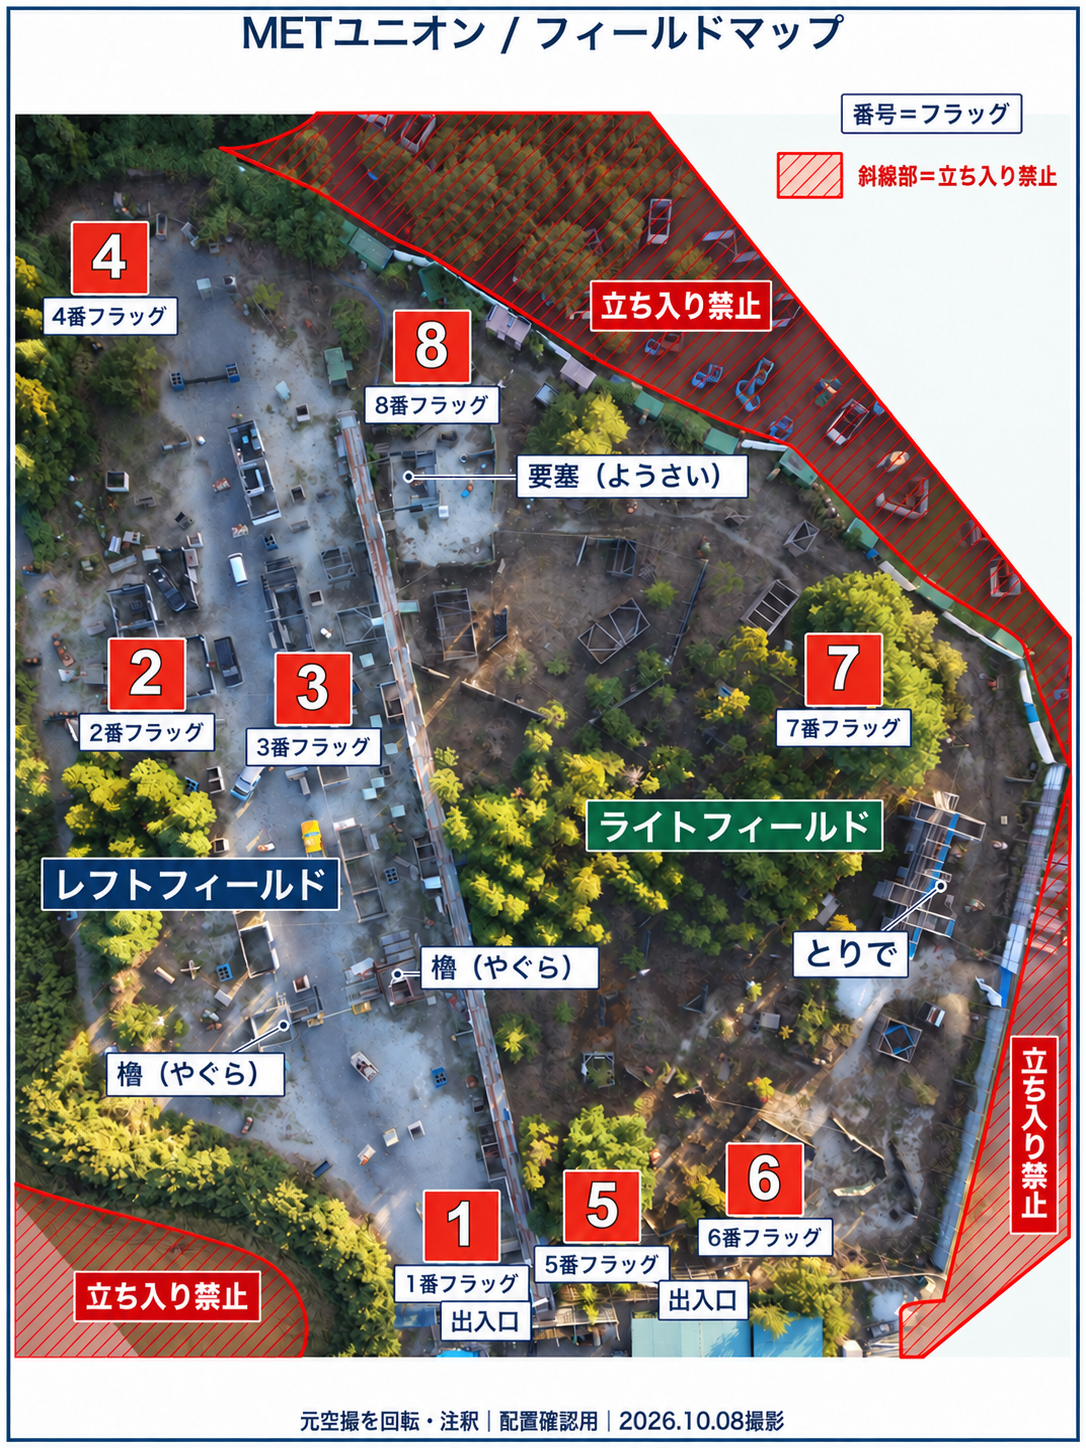 METユニオン / フィールドマップ
番号＝フラッグ
斜線部＝立ち入り禁止
4
4番フラッグ
立ち入り禁止
8
8番フラッグ
要塞（ようさい）
2
2番フラッグ
3
3番フラッグ
7
7番フラッグ
ライトフィールド
レフトフィールド
とりで
櫓（やぐら）
櫓（やぐら）
立ち入り禁止
1
1番フラッグ
出入口
5
5番フラッグ
6
6番フラッグ
出入口
立ち入り禁止
元空撮を回転・注釈｜配置確認用｜2026.10.08撮影